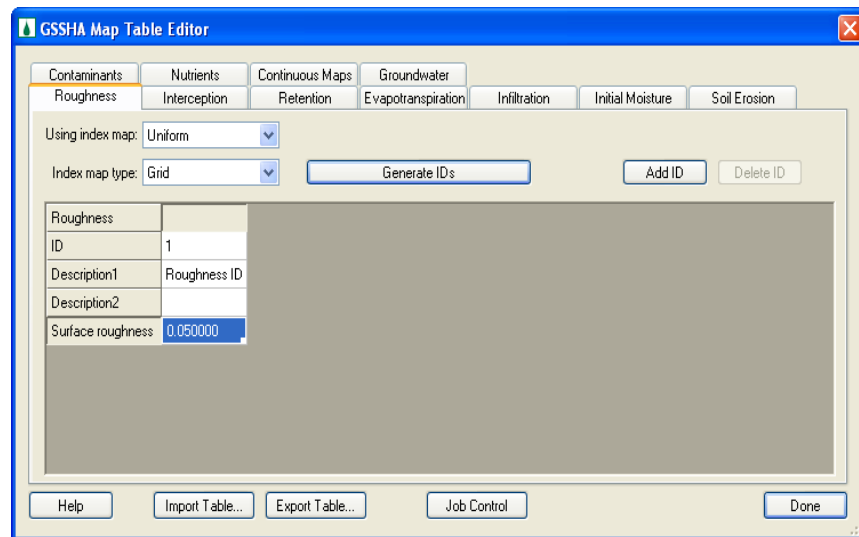 GSSHA Map Table Editor
Contaminants Nutrients Continuous Maps Groundwater
Roughness Interception Retention Evapotranspiration Infiltration Initial Moisture Soil Erosion
Using index map: Uniform
Index map type: Grid Generate IDs Add ID Delete ID
Roughness
ID 1
Description1 Roughness ID
Description2
Surface roughness 0.050000
Help Import Table... Export Table... Job Control Done